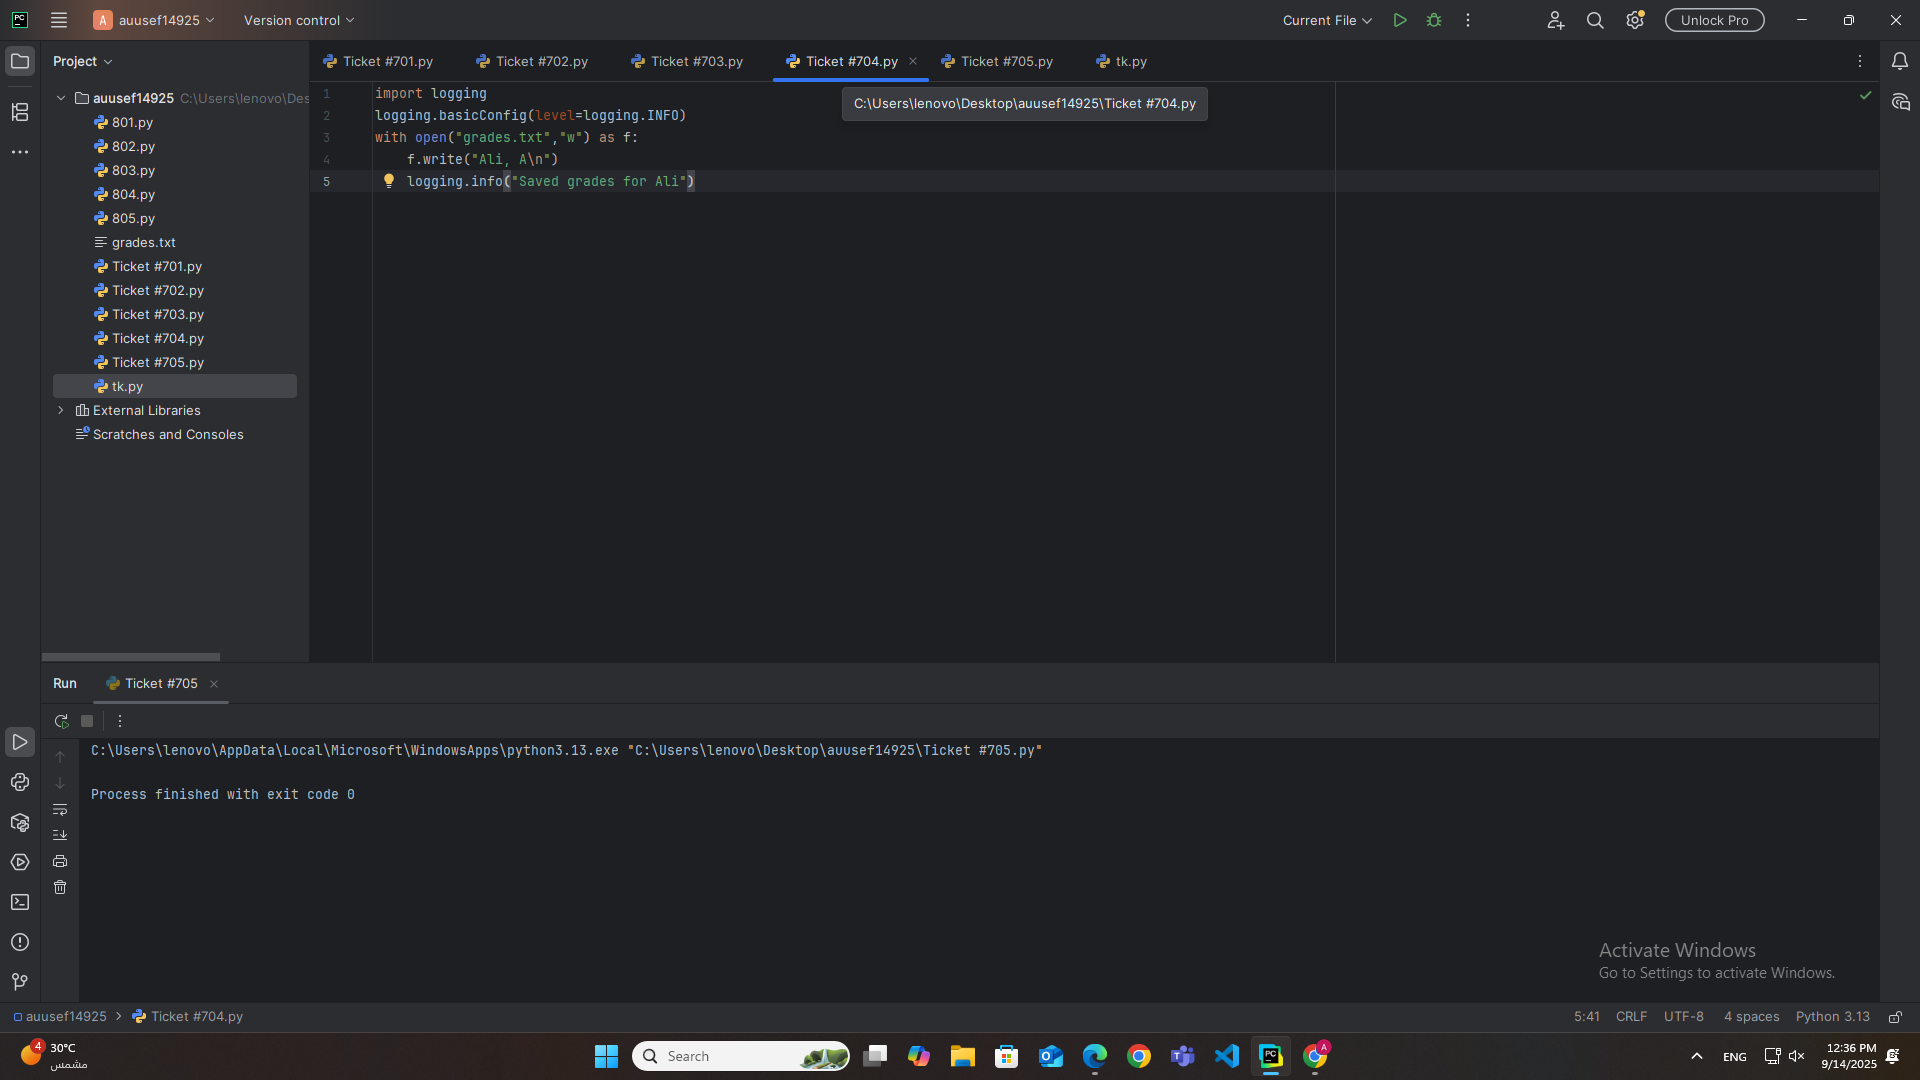 PC
A auusef14925
Version control
Current File
Unlock Pro
Project
Ticket #701.py
Ticket #702.py
Ticket #703.py
Ticket #704.py
Ticket #705.py
tk.py
auusef14925 C:\Users\lenovo\Des
801.py
802.py
803.py
804.py
805.py
grades.txt
Ticket #701.py
Ticket #702.py
Ticket #703.py
Ticket #704.py
Ticket #705.py
tk.py
External Libraries
Scratches and Consoles
1 import logging
2 logging.basicConfig(level=logging.INFO)
3 with open("grades.txt","w") as f:
4 f.write("Ali, A\n")
5 logging.info("Saved grades for Ali")
C:\Users\lenovo\Desktop\auusef14925\Ticket #704.py
Run
Ticket #705
C:\Users\lenovo\AppData\Local\Microsoft\WindowsApps\python3.13.exe "C:\Users\lenovo\Desktop\auusef14925\Ticket #705.py"
Process finished with exit code 0
Activate Windows
Go to Settings to activate Windows.
auusef14925
Ticket #704.py
5:41
CRLF
UTF-8
4 spaces
Python 3.13
4
30°C
مشمس
Search
PC
A
ENG
12:36 PM
9/14/2025